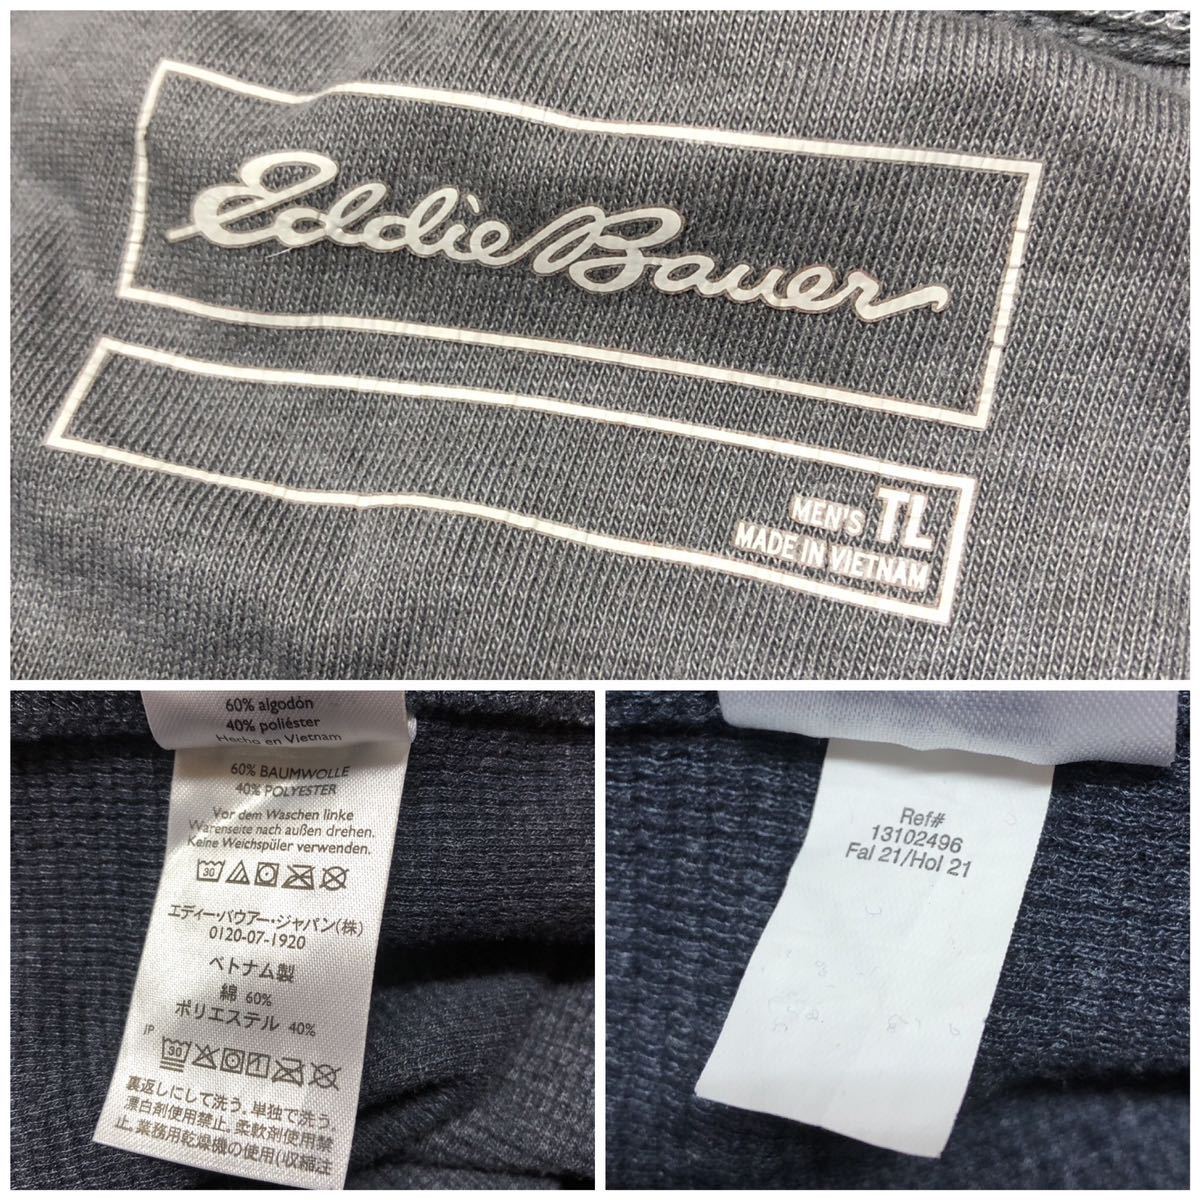 Eddie Bauer
MEN'S TL
MADE IN VIETNAM
60% algodón
40% poliéster
Hecho en Vietnam
60% BAUMWOLLE
40% POLYESTER
Vor dem Waschen linke
Warenseite nach außen drehen.
Keine Weichspüler verwenden.
30
エディー・バウアー・ジャパン(株)
0120-07-1920
ベトナム製
綿 60%
ポリエステル 40%
JP
30
裏返しにして洗う.単独で洗う.
漂白剤使用禁止.柔軟剤使用禁
止.業務用乾燥機の使用(収縮注
Ref#
13102496
Fal 21/Hol 21